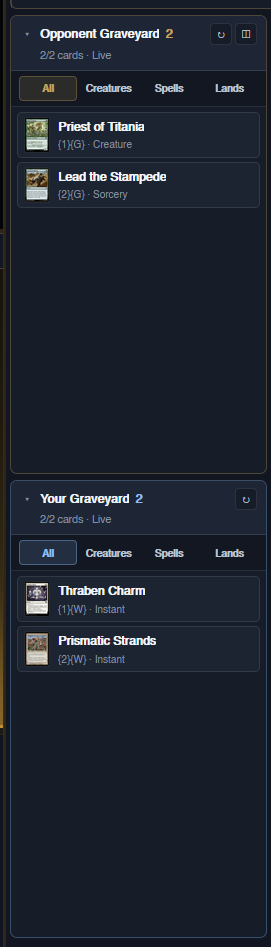 Opponent Graveyard 2
2/2 cards · Live
All Creatures Spells Lands
Priest of Titania
{1}{G} · Creature
Lead the Stampede
{2}{G} · Sorcery
Your Graveyard 2
2/2 cards · Live
All Creatures Spells Lands
Thraben Charm
{1}{W} · Instant
Prismatic Strands
{2}{W} · Instant